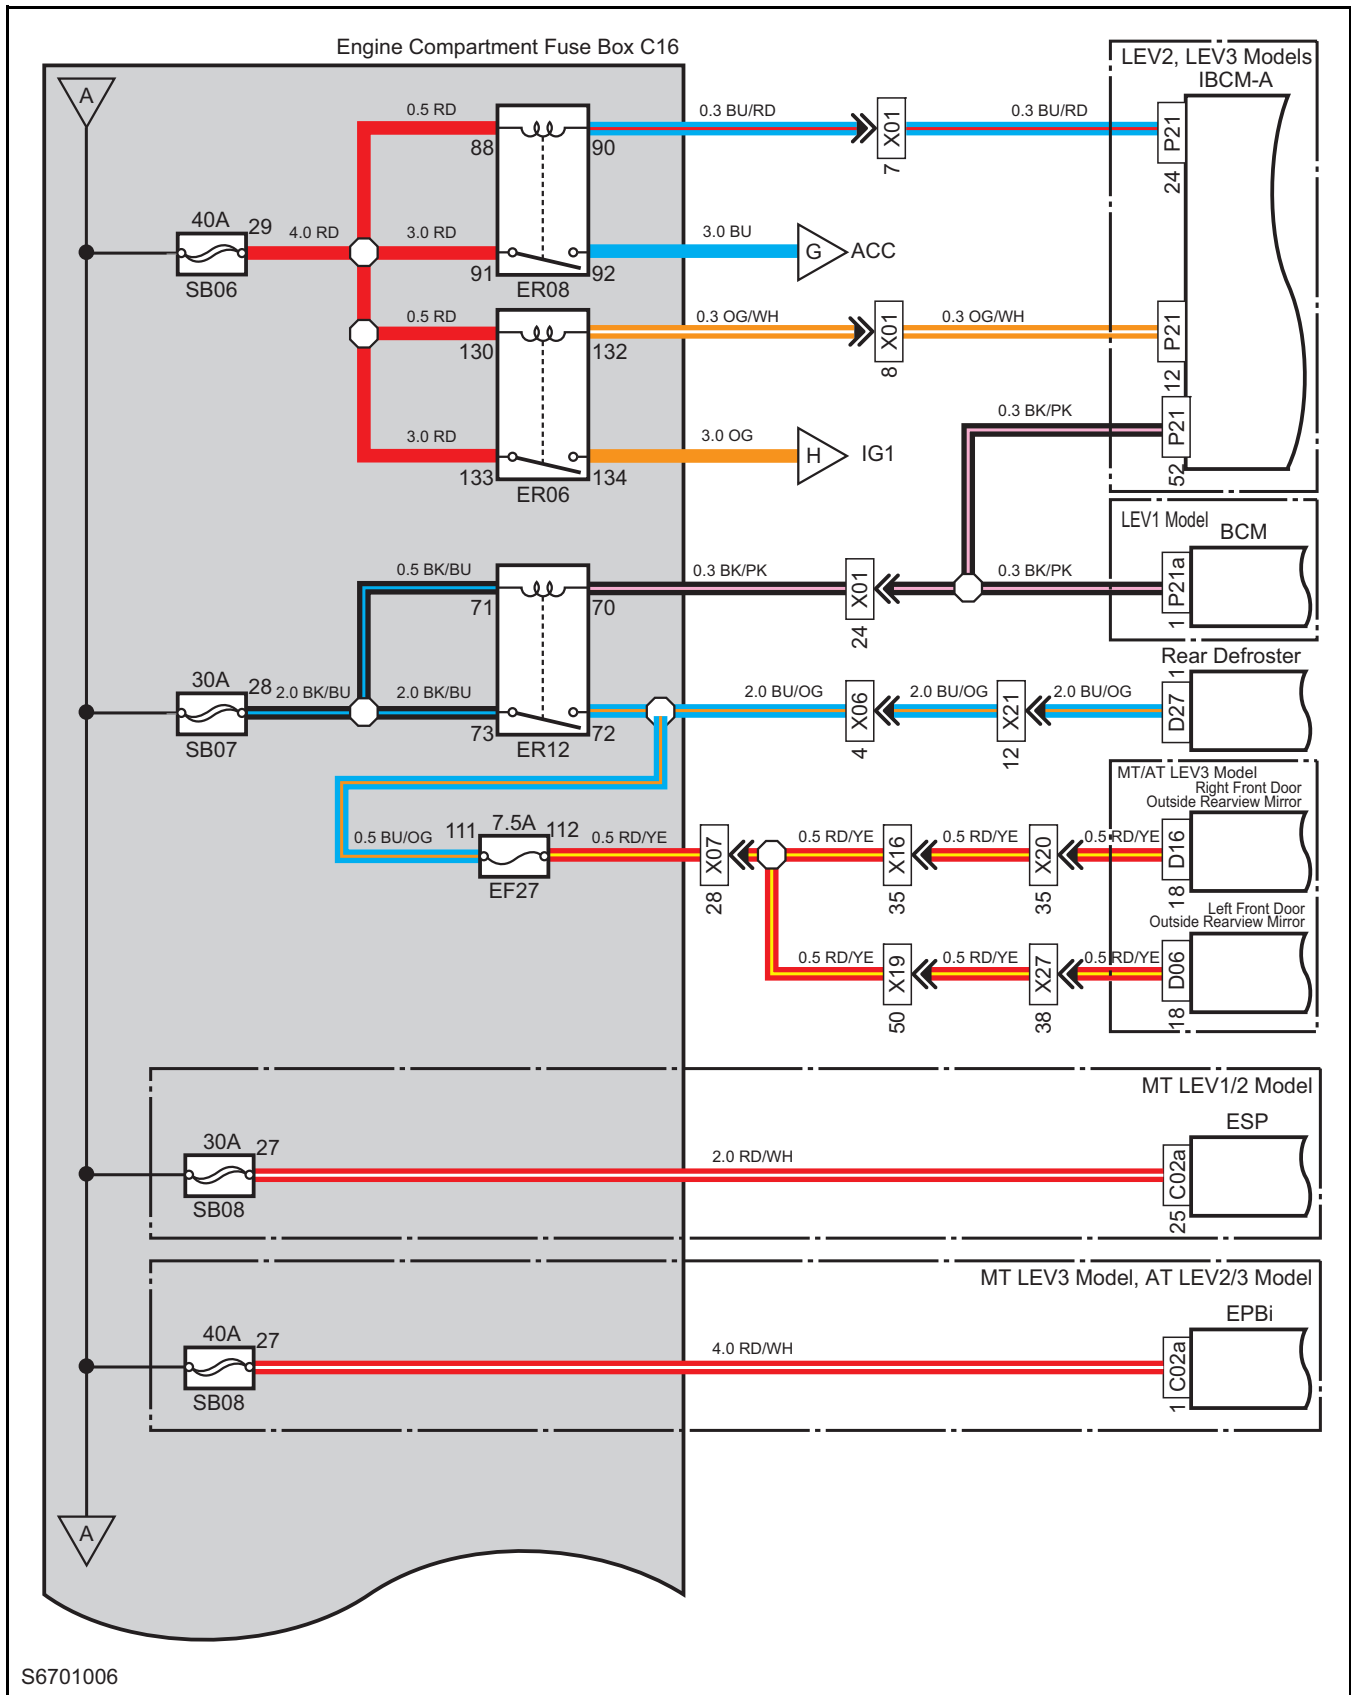 Engine Compartment Fuse Box C16
LEV2, LEV3 Models
IBCM-A
A
0.5 RD
88
90
0.3 BU/RD
X01
7
0.3 BU/RD
P21
24
40A
29
SB06
4.0 RD
3.0 RD
91
92
ER08
3.0 BU
G
ACC
0.5 RD
130
132
0.3 OG/WH
X01
8
0.3 OG/WH
P21
12
3.0 RD
133
134
ER06
3.0 OG
H
IG1
0.3 BK/PK
P21
52
LEV1 Model
BCM
0.5 BK/BU
71
70
0.3 BK/PK
X01
24
0.3 BK/PK
P21a
1
30A
28
SB07
2.0 BK/BU
2.0 BK/BU
73
72
ER12
Rear Defroster
2.0 BU/OG
X06
4
2.0 BU/OG
X21
12
2.0 BU/OG
D27
1
MT/AT LEV3 Model
Right Front Door
Outside Rearview Mirror
0.5 BU/OG
111
7.5A
112
EF27
0.5 RD/YE
X07
28
0.5 RD/YE
X16
35
0.5 RD/YE
X20
35
0.5 RD/YE
D16
18
Left Front Door
Outside Rearview Mirror
0.5 RD/YE
X19
50
0.5 RD/YE
X27
38
0.5 RD/YE
D06
18
MT LEV1/2 Model
ESP
30A
27
SB08
2.0 RD/WH
C02a
25
MT LEV3 Model, AT LEV2/3 Model
EPBi
40A
27
SB08
4.0 RD/WH
C02a
1
A
S6701006